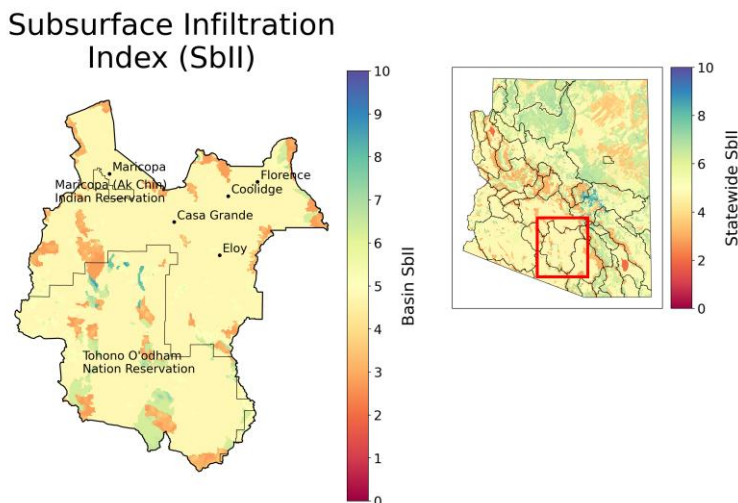 Subsurface Infiltration
Index (SbII)
Maricopa
Maricopa (Ak Chin)
Indian Reservation
Florence
Coolidge
Casa Grande
Eloy
Tohono O'odham
Nation Reservation
10
9
8
7
6
5
4
3
2
1
0
Basin SbII
10
8
6
4
2
0
Statewide SbII